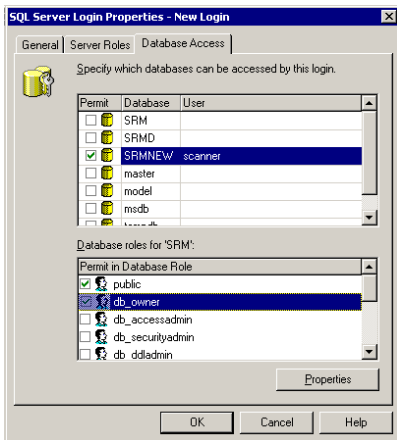 SQL Server Login Properties - New Login
General Server Roles Database Access
Specify which databases can be accessed by this login.
Permit Database User
SRM
SRMD
SRMNEW scanner
master
model
msdb
tempdb
Database roles for 'SRM':
Permit in Database Role
public
db_owner
db_accessadmin
db_securityadmin
db_ddladmin
Properties
OK Cancel Help